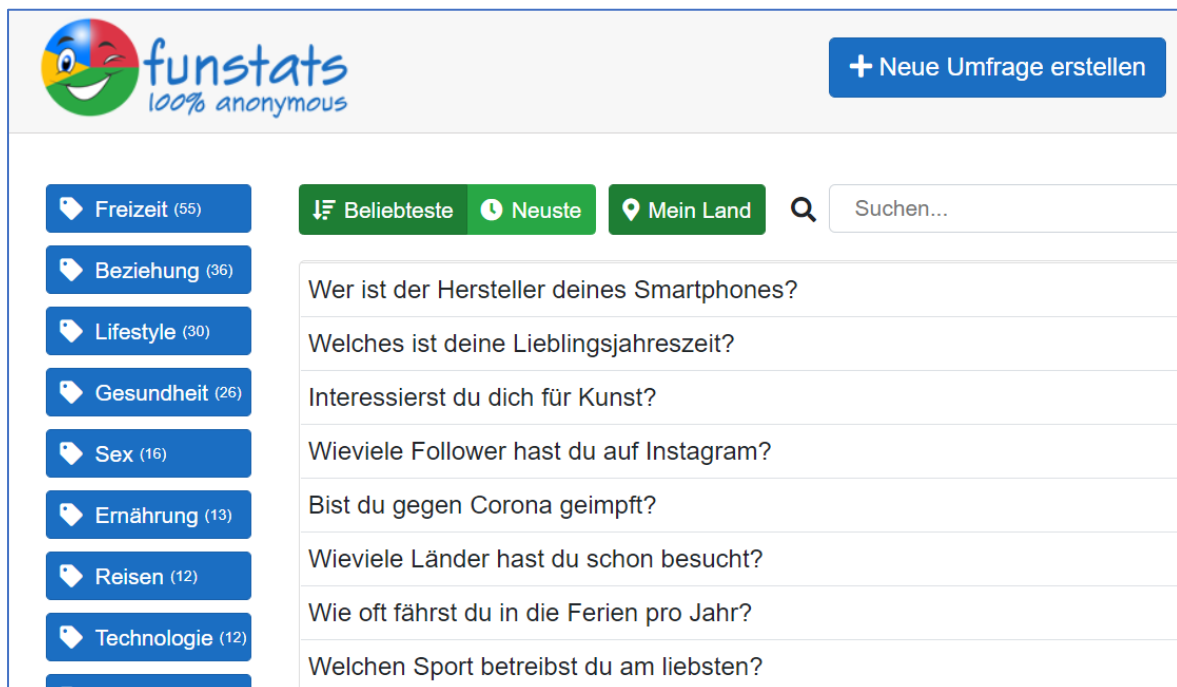 funstats
100% anonymous
Neue Umfrage erstellen
Freizeit (55)
Beziehung (36)
Lifestyle (30)
Gesundheit (26)
Sex (16)
Ernährung (13)
Reisen (12)
Technologie (12)
Beliebteste
Neuste
Mein Land
Suchen...
Wer ist der Hersteller deines Smartphones?
Welches ist deine Lieblingsjahreszeit?
Interessierst du dich für Kunst?
Wieviele Follower hast du auf Instagram?
Bist du gegen Corona geimpft?
Wieviele Länder hast du schon besucht?
Wie oft fährst du in die Ferien pro Jahr?
Welchen Sport betreibst du am liebsten?